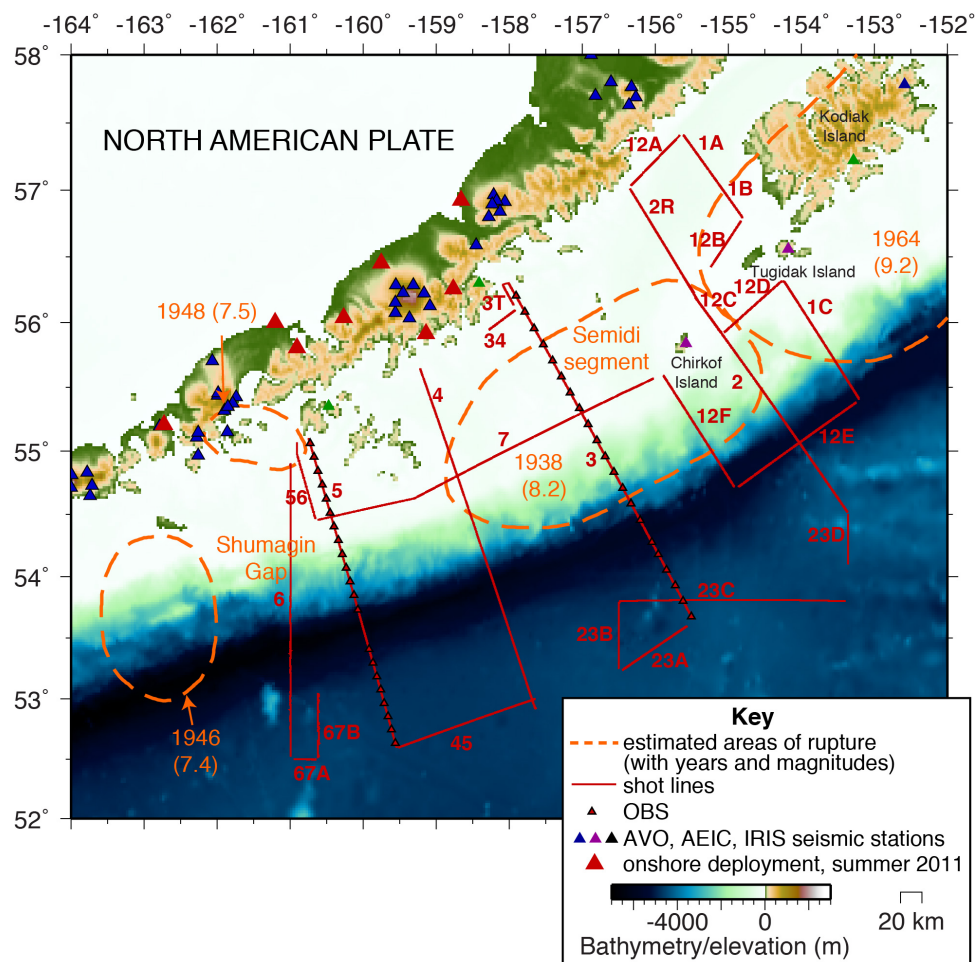 -164° -163° -162° -161° -160° -159° -158° -157° -156° -155° -154° -153° -152°
58°
57°
56°
55°
54°
53°
52°
NORTH AMERICAN PLATE
Kodiak
Island
12A
1A
1B
2R
12B
1964
(9.2)
Tugidak Island
12D
12C
1C
3T
34
1948 (7.5)
Semidi
segment
Chirkof
Island
2
4
12F
7
12E
3
1938
(8.2)
5
56
23D
Shumagin
Gap
6
23C
23B
23A
1946
(7.4)
67B
67A
45
Key
estimated areas of rupture
(with years and magnitudes)
shot lines
OBS
AVO, AEIC, IRIS seismic stations
onshore deployment, summer 2011
-4000 0
20 km
Bathymetry/elevation (m)